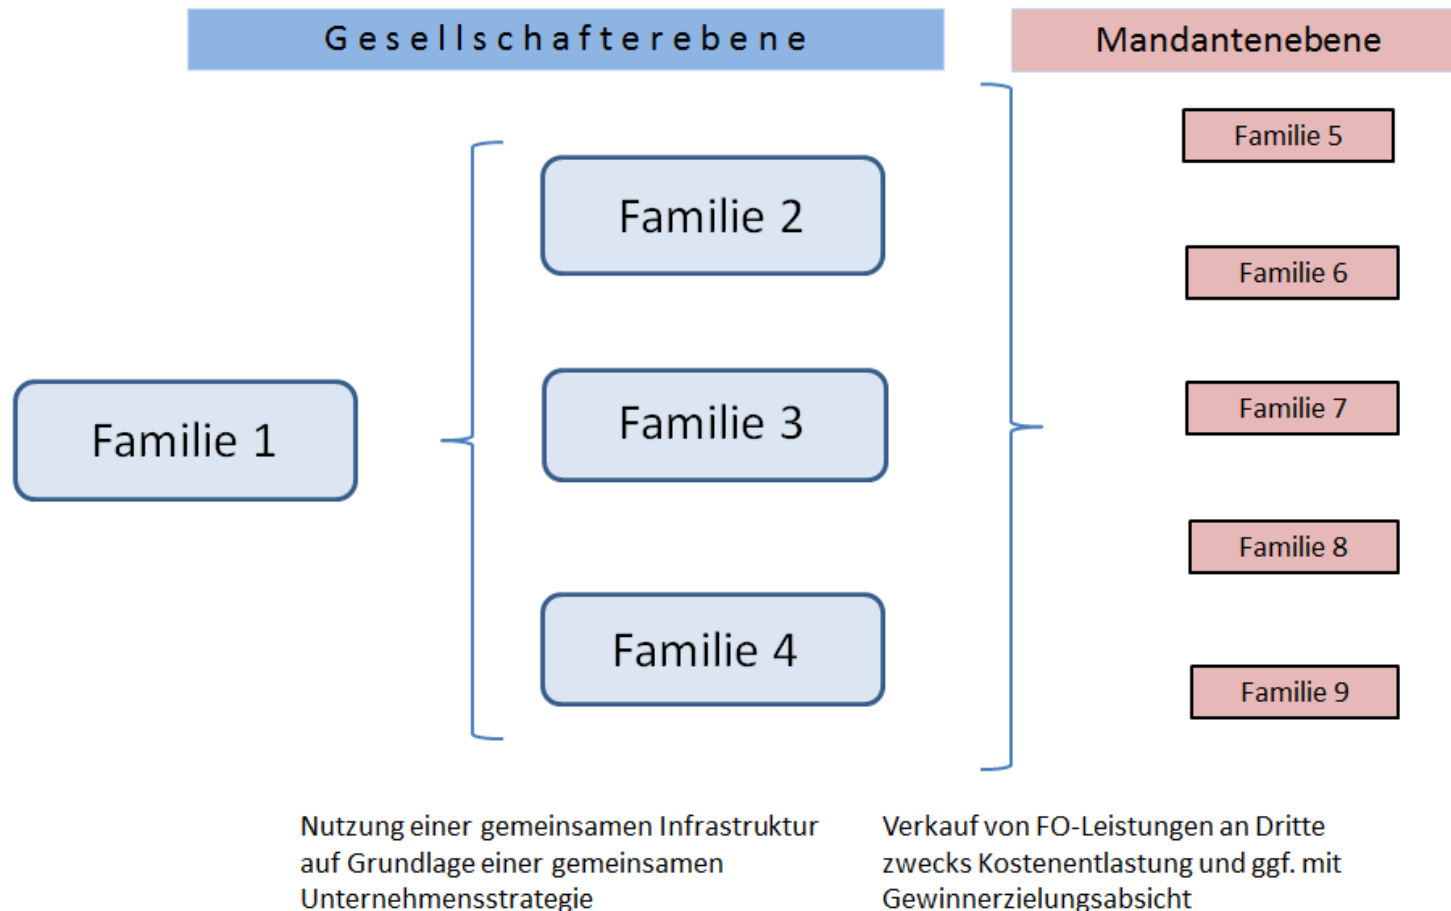 Gesellschafterebene
Mandantenebene
Familie 1
Familie 2
Familie 3
Familie 4
Familie 5
Familie 6
Familie 7
Familie 8
Familie 9
Nutzung einer gemeinsamen Infrastruktur
auf Grundlage einer gemeinsamen
Unternehmensstrategie
Verkauf von FO-Leistungen an Dritte
zwecks Kostenentlastung und ggf. mit
Gewinnerzielungsabsicht